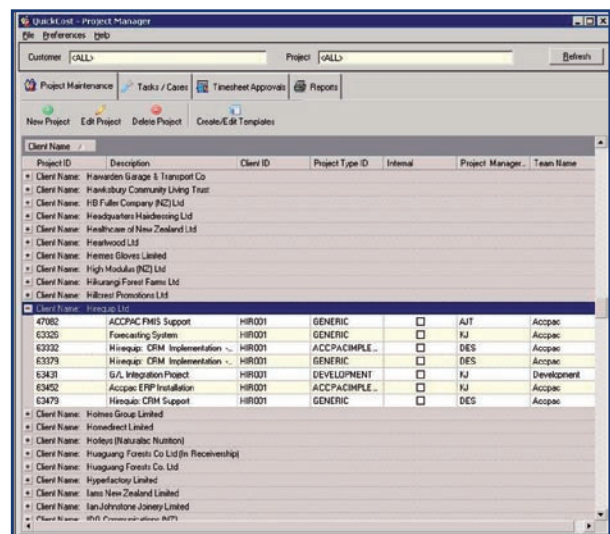 QuickCost - Project Manager
File Preferences Help
Customer <ALL> Project <ALL> Refresh
Project Maintenance Tasks / Cases Timesheet Approvals Reports
New Project Edit Project Delete Project Create/Edit Templates
Client Name
Project ID Description Client ID Project Type ID Internal Project Manager... Team Name
Client Name: Hawarden Garage & Transport Co
Client Name: Hawksbury Community Living Trust
Client Name: HB Fuller Company (NZ) Ltd
Client Name: Headquarters Hairdressing Ltd
Client Name: Healthcare of New Zealand Ltd
Client Name: Heartwood Ltd
Client Name: Hermes Gloves Limited
Client Name: High Modulus (NZ) Ltd
Client Name: Hikurangi Forest Farms Ltd
Client Name: Hillcrest Promotions Ltd
Client Name: Hirequip Ltd
47082 ACCPAC FMIS Support HIR001 GENERIC AJT Accpac
63326 Forecasting System HIR001 GENERIC KJ Accpac
63332 Hirequip: CRM Implementation -... HIR001 ACCPACIMPLE... DES Accpac
63379 Hirequip: CRM Implementation -... HIR001 GENERIC DES Accpac
63431 G/L Integration Project HIR001 DEVELOPMENT KJ Development
63452 Accpac ERP Installation HIR001 ACCPACIMPLE... KJ Accpac
63479 Hirequip: CRM Support HIR001 GENERIC DES Accpac
Client Name: Holmes Group Limited
Client Name: Homedirect Limited
Client Name: Horleys (Naturalac Nutrition)
Client Name: Huaguang Forests Co Ltd (In Receivership)
Client Name: Huaguang Forests Co. Ltd
Client Name: Hyperfactory Limited
Client Name: Iams New Zealand Limited
Client Name: Ian Johnstone Joinery Limited
Client Name: IDG Communications (NZ)